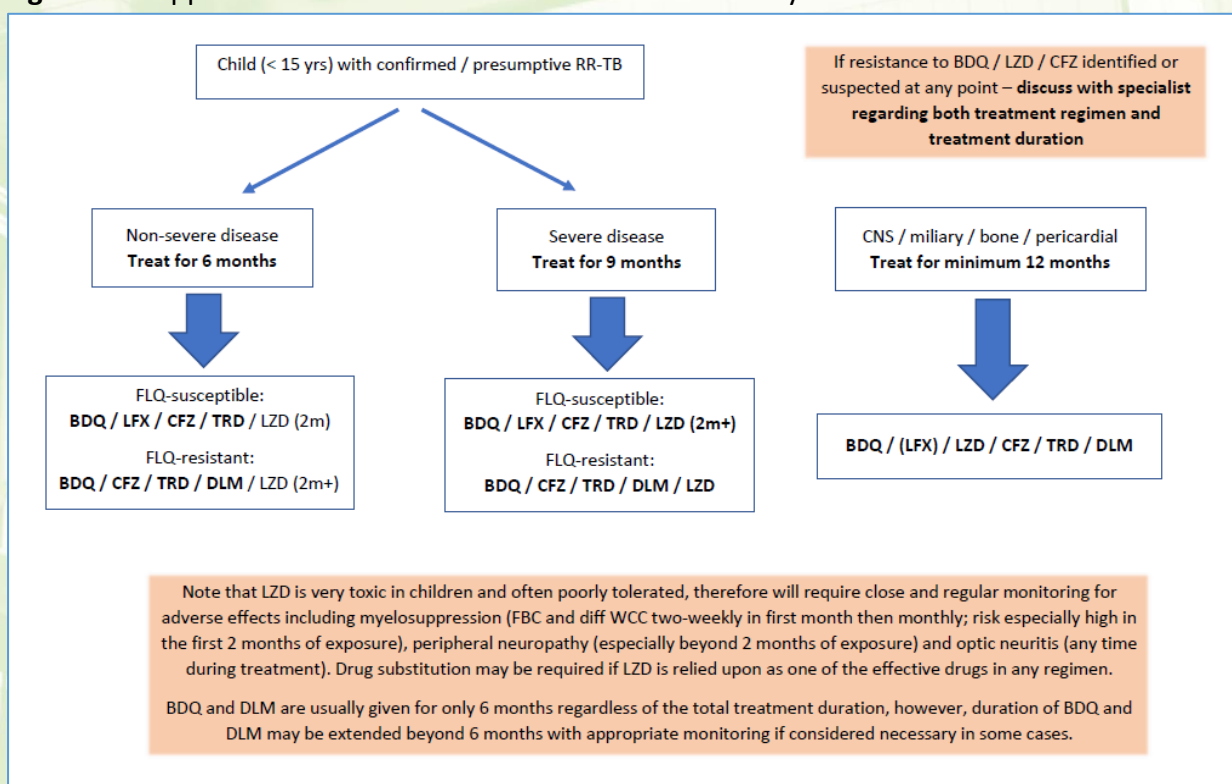 Child (< 15 yrs) with confirmed / presumptive RR-TB
If resistance to BDQ / LZD / CFZ identified or
suspected at any point – discuss with specialist
regarding both treatment regimen and
treatment duration
Non-severe disease
Treat for 6 months
Severe disease
Treat for 9 months
CNS / miliary / bone / pericardial
Treat for minimum 12 months
FLQ-susceptible:
BDQ / LFX / CFZ / TRD / LZD (2m)
FLQ-resistant:
BDQ / CFZ / TRD / DLM / LZD (2m+)
FLQ-susceptible:
BDQ / LFX / CFZ / TRD / LZD (2m+)
FLQ-resistant:
BDQ / CFZ / TRD / DLM / LZD
BDQ / (LFX) / LZD / CFZ / TRD / DLM
Note that LZD is very toxic in children and often poorly tolerated, therefore will require close and regular monitoring for
adverse effects including myelosuppression (FBC and diff WCC two-weekly in first month then monthly; risk especially high in
the first 2 months of exposure), peripheral neuropathy (especially beyond 2 months of exposure) and optic neuritis (any time
during treatment). Drug substitution may be required if LZD is relied upon as one of the effective drugs in any regimen.
BDQ and DLM are usually given for only 6 months regardless of the total treatment duration, however, duration of BDQ and
DLM may be extended beyond 6 months with appropriate monitoring if considered necessary in some cases.